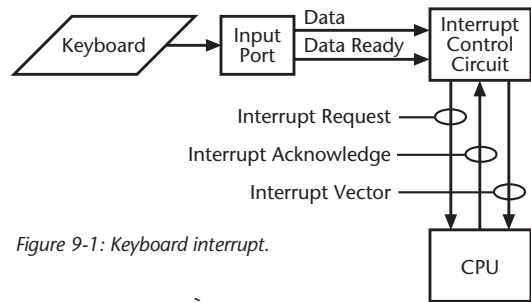 Keyboard
Input
Port
Data
Data Ready
Interrupt
Control
Circuit
Interrupt Request
Interrupt Acknowledge
Interrupt Vector
CPU
Figure 9-1: Keyboard interrupt.